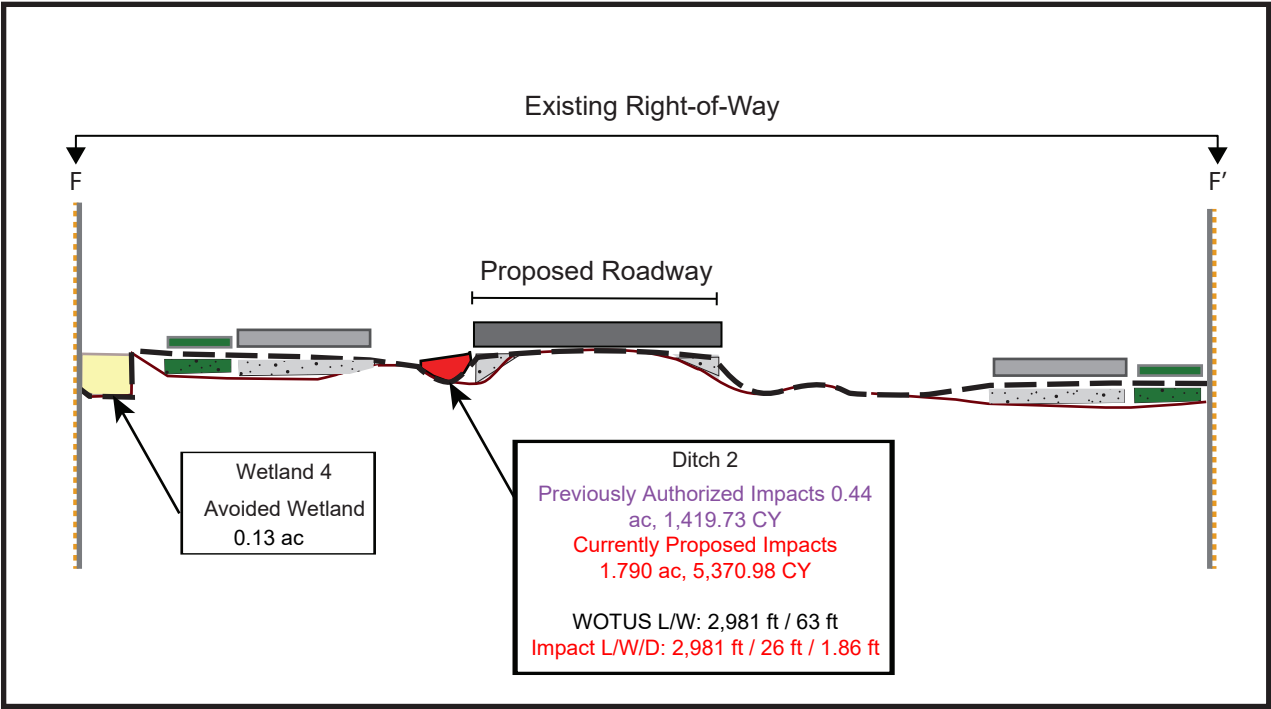 Existing Right-of-Way
F
F'
Proposed Roadway
Wetland 4
Avoided Wetland
0.13 ac
Ditch 2
Previously Authorized Impacts 0.44
ac, 1,419.73 CY
Currently Proposed Impacts
1.790 ac, 5,370.98 CY
WOTUS L/W: 2,981 ft / 63 ft
Impact L/W/D: 2,981 ft / 26 ft / 1.86 ft